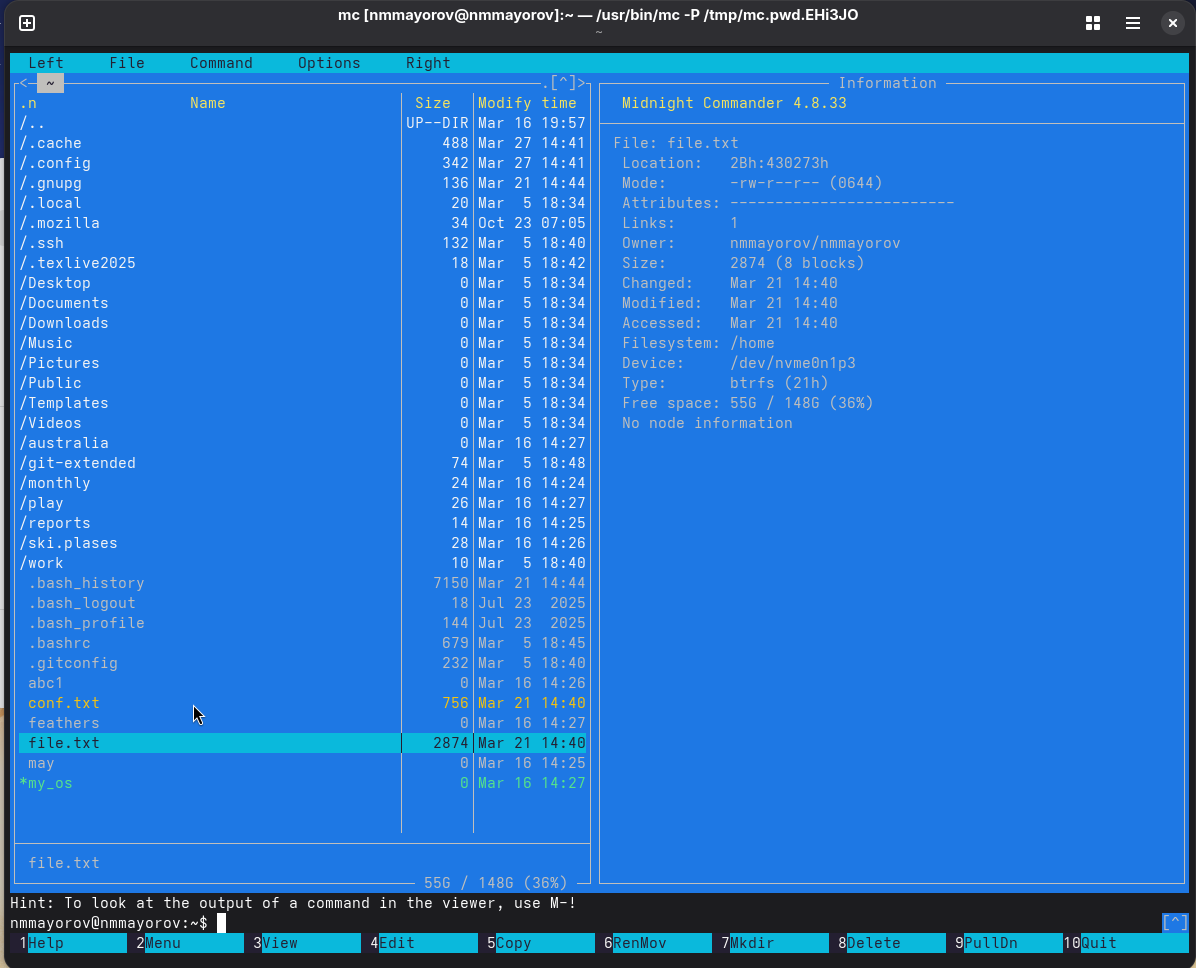 mc [nmmayorov@nmmayorov]:~ — /usr/bin/mc -P /tmp/mc.pwd.EHi3JO
~
Left File Command Options Right
<─ ~ .[^]>
.n Name Size Modify time
/.. UP--DIR Mar 16 19:57
/.cache 488 Mar 27 14:41
/.config 342 Mar 27 14:41
/.gnupg 136 Mar 21 14:44
/.local 20 Mar 5 18:34
/.mozilla 34 Oct 23 07:05
/.ssh 132 Mar 5 18:40
/.texlive2025 18 Mar 5 18:42
/Desktop 0 Mar 5 18:34
/Documents 0 Mar 5 18:34
/Downloads 0 Mar 5 18:34
/Music 0 Mar 5 18:34
/Pictures 0 Mar 5 18:34
/Public 0 Mar 5 18:34
/Templates 0 Mar 5 18:34
/Videos 0 Mar 5 18:34
/australia 0 Mar 16 14:27
/git-extended 74 Mar 5 18:48
/monthly 24 Mar 16 14:24
/play 26 Mar 16 14:27
/reports 14 Mar 16 14:25
/ski.plases 28 Mar 16 14:26
/work 10 Mar 5 18:40
.bash_history 7150 Mar 21 14:44
.bash_logout 18 Jul 23 2025
.bash_profile 144 Jul 23 2025
.bashrc 679 Mar 5 18:45
.gitconfig 232 Mar 5 18:40
abc1 0 Mar 16 14:26
conf.txt 756 Mar 21 14:40
feathers 0 Mar 16 14:27
file.txt 2874 Mar 21 14:40
may 0 Mar 16 14:25
*my_os 0 Mar 16 14:27
file.txt
55G / 148G (36%)
Information
Midnight Commander 4.8.33
File: file.txt
Location: 2Bh:430273h
Mode: -rw-r--r-- (0644)
Attributes: -------------------------
Links: 1
Owner: nmmayorov/nmmayorov
Size: 2874 (8 blocks)
Changed: Mar 21 14:40
Modified: Mar 21 14:40
Accessed: Mar 21 14:40
Filesystem: /home
Device: /dev/nvme0n1p3
Type: btrfs (21h)
Free space: 55G / 148G (36%)
No node information
Hint: To look at the output of a command in the viewer, use M-!
nmmayorov@nmmayorov:~$ [^]
1Help 2Menu 3View 4Edit 5Copy 6RenMov 7Mkdir 8Delete 9PullDn 10Quit